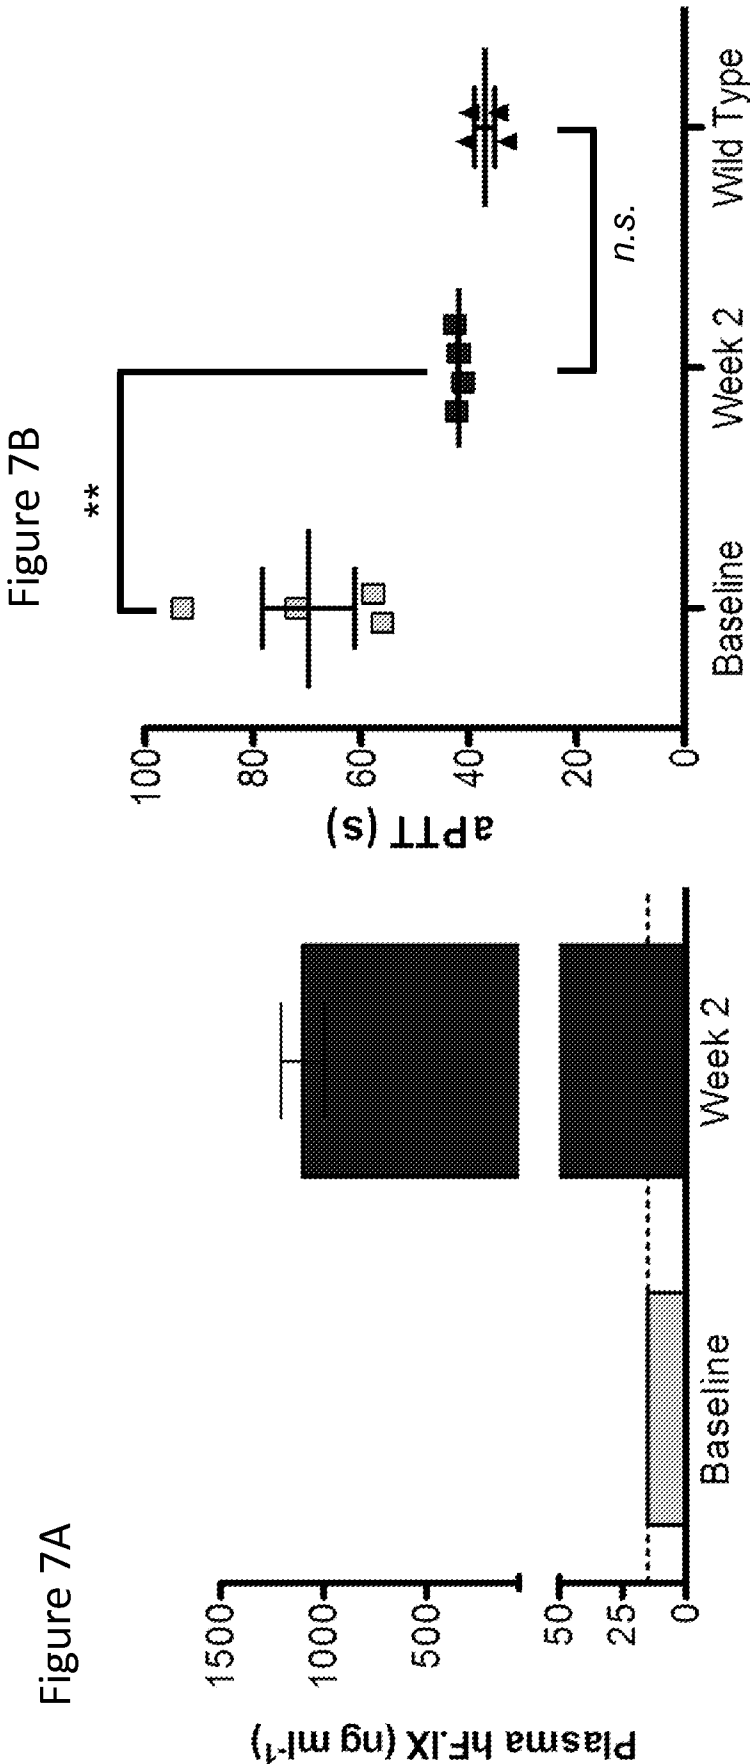 Figure 7A
Plasma hF.IX (ng ml-1)
1500
1000
500
50
25
0
Baseline
Week 2
Figure 7B
aPTT (s)
100
80
60
40
20
0
**
n.s.
Baseline
Week 2
Wild Type